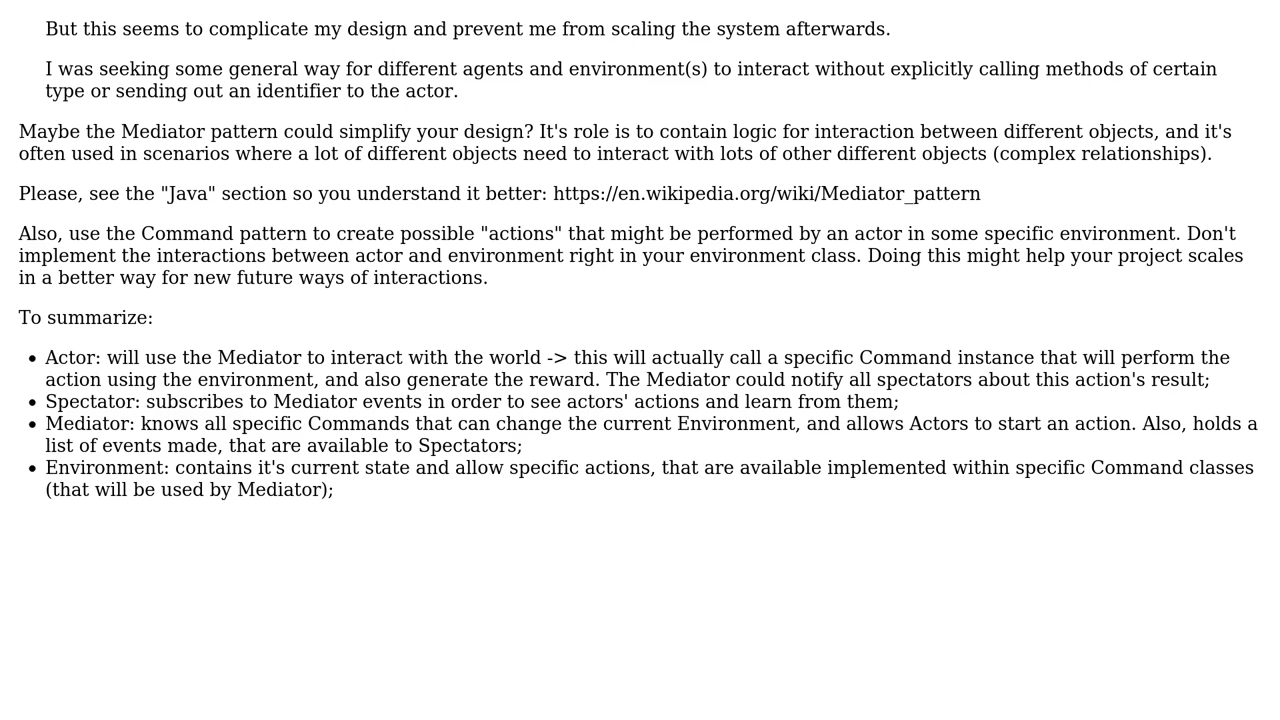 But this seems to complicate my design and prevent me from scaling the system afterwards.
I was seeking some general way for different agents and environment(s) to interact without explicitly calling methods of certain
type or sending out an identifier to the actor.
Maybe the Mediator pattern could simplify your design? It's role is to contain logic for interaction between different objects, and it's
often used in scenarios where a lot of different objects need to interact with lots of other different objects (complex relationships).
Please, see the "Java" section so you understand it better: https://en.wikipedia.org/wiki/Mediator_pattern
Also, use the Command pattern to create possible "actions" that might be performed by an actor in some specific environment. Don't
implement the interactions between actor and environment right in your environment class. Doing this might help your project scales
in a better way for new future ways of interactions.
To summarize:
• Actor: will use the Mediator to interact with the world -> this will actually call a specific Command instance that will perform the
action using the environment, and also generate the reward. The Mediator could notify all spectators about this action's result;
• Spectator: subscribes to Mediator events in order to see actors' actions and learn from them;
• Mediator: knows all specific Commands that can change the current Environment, and allows Actors to start an action. Also, holds a
list of events made, that are available to Spectators;
• Environment: contains it's current state and allow specific actions, that are available implemented within specific Command classes
(that will be used by Mediator);